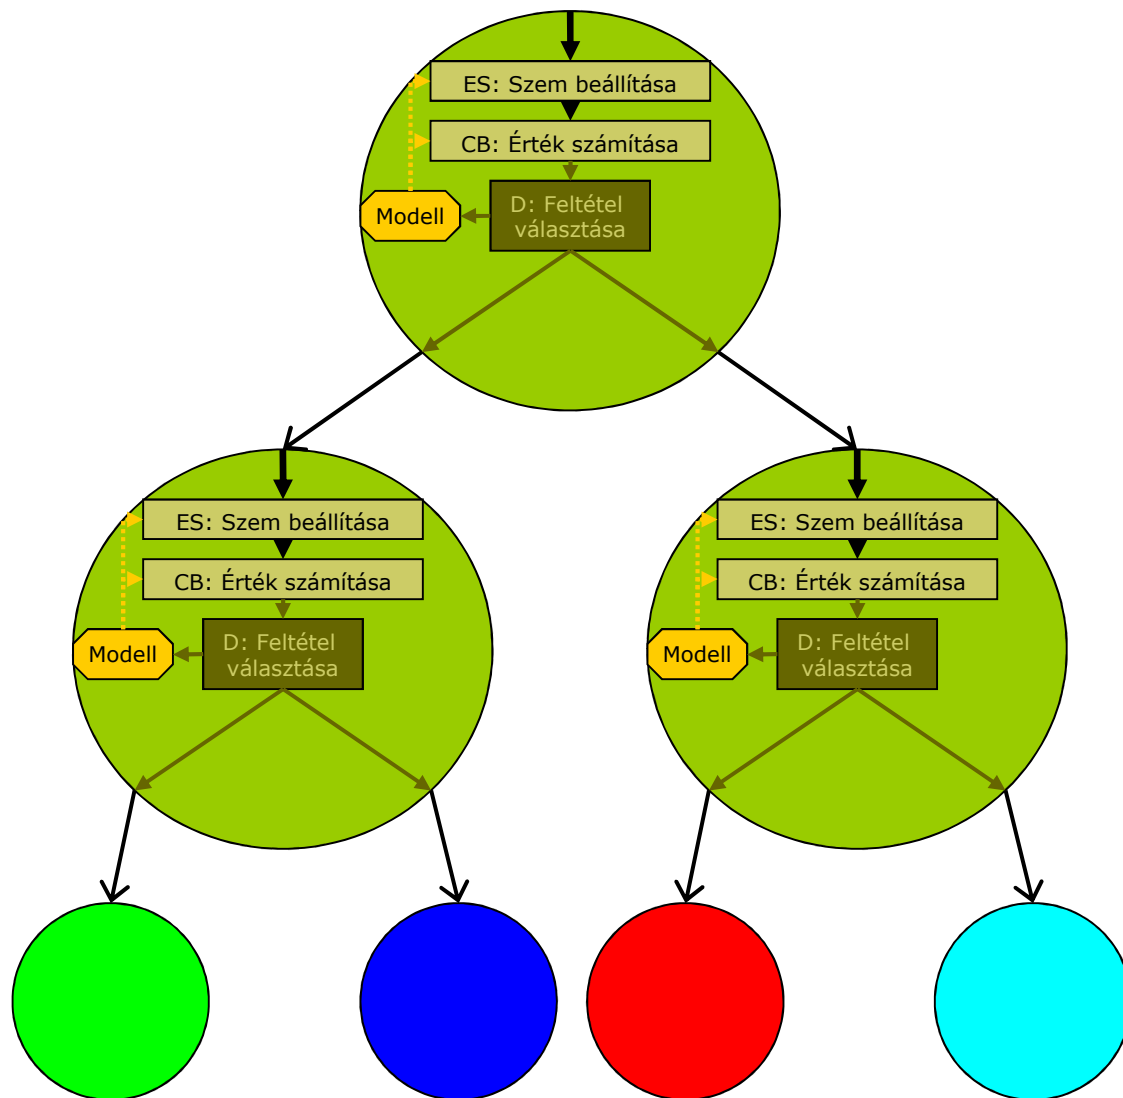 ES: Szem beállítása
CB: Érték számítása
D: Feltétel
választása
Modell
ES: Szem beállítása
CB: Érték számítása
D: Feltétel
választása
Modell
ES: Szem beállítása
CB: Érték számítása
D: Feltétel
választása
Modell